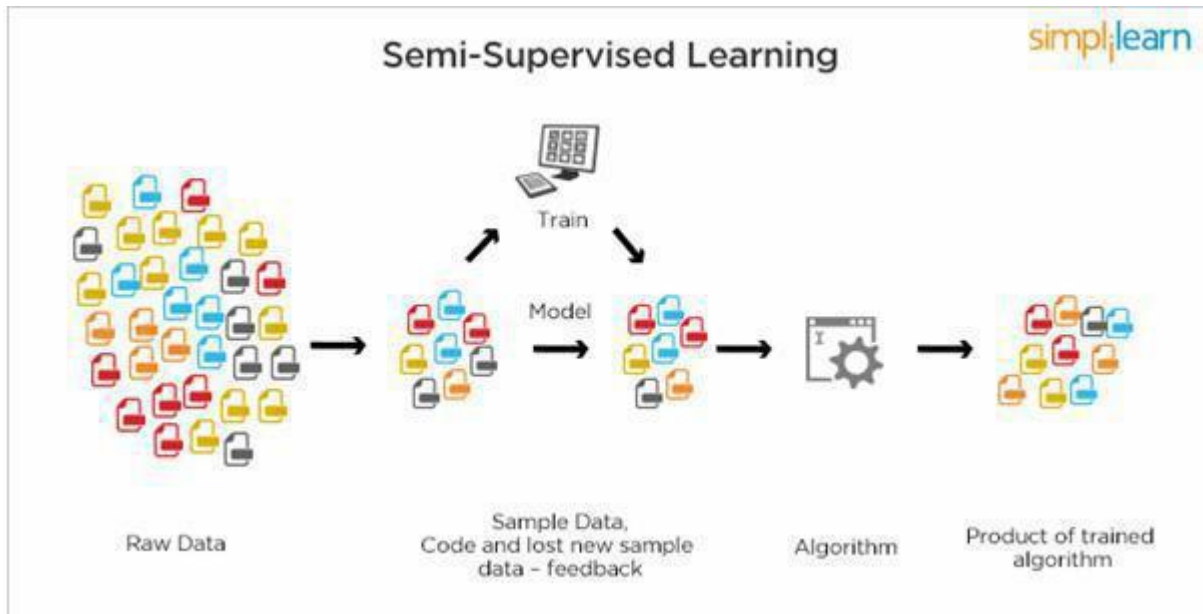 simplilearn
Semi-Supervised Learning
Train
Model
Raw Data
Sample Data,
Code and lost new sample
data – feedback
Algorithm
Product of trained
algorithm